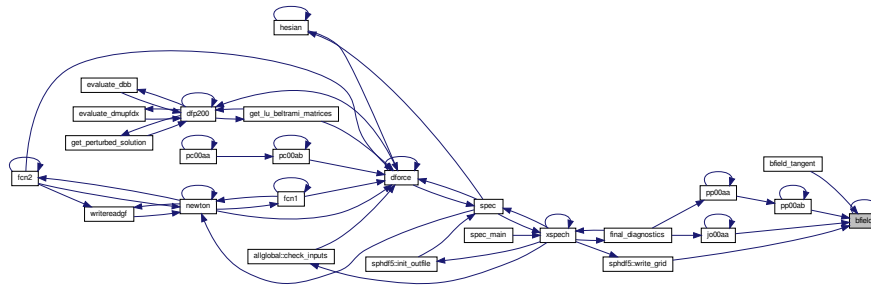 hesian
evaluate_dbb
evaluate_dmupfdx
dfp200
get_lu_beltrami_matrices
get_perturbed_solution
pc00aa
pc00ab
bfield_tangent
fcn2
dforce
pp00aa
newton
fcn1
spec
pp00ab
writereadgf
bfield
spec_main
xspech
final_diagnostics
jo00aa
allglobal::check_inputs
sphdf5::init_outfile
sphdf5::write_grid